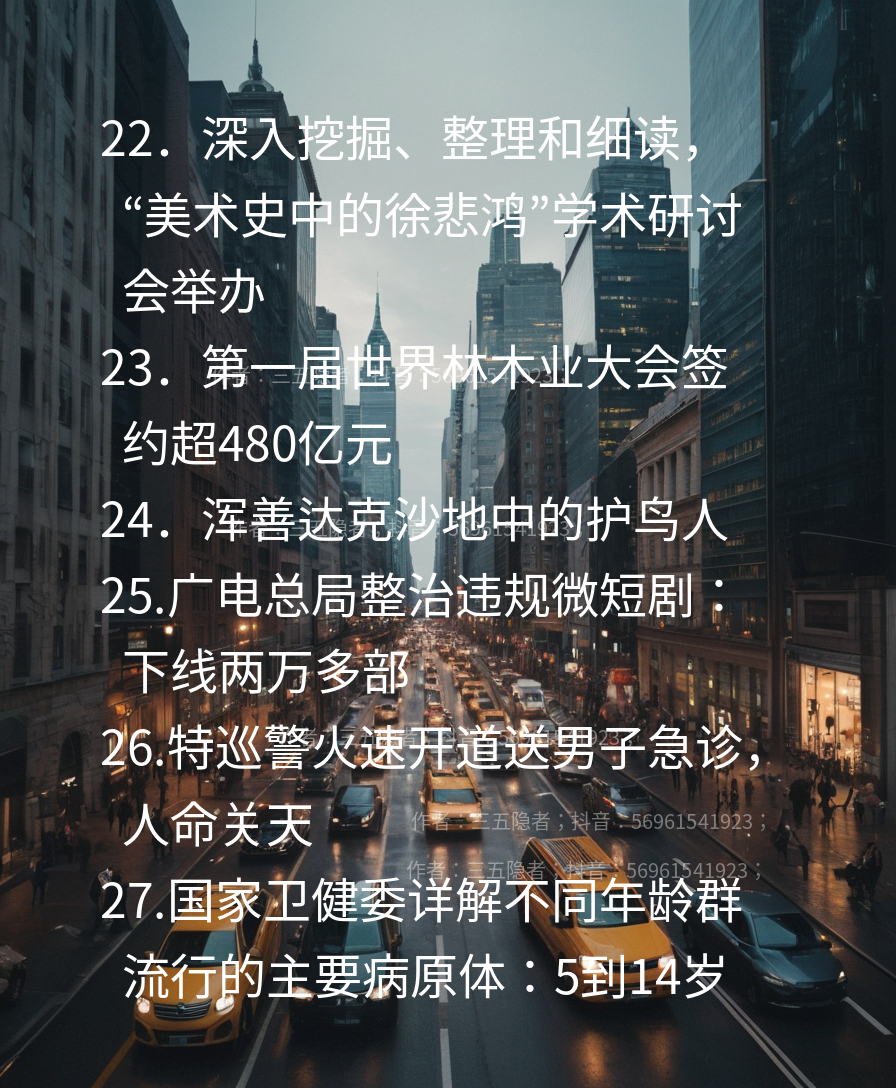 22．深入挖掘、整理和细读，
“美术史中的徐悲鸿”学术研讨
会举办
23．第一届世界林木业大会签
约超480亿元
24．浑善达克沙地中的护鸟人
25.广电总局整治违规微短剧：
下线两万多部
26.特巡警火速开道送男子急诊，
人命关天
作者：三五隐者；抖音：56961541923；
作者：三五隐者；抖音：56961541923；
27.国家卫健委详解不同年龄群
流行的主要病原体：5到14岁